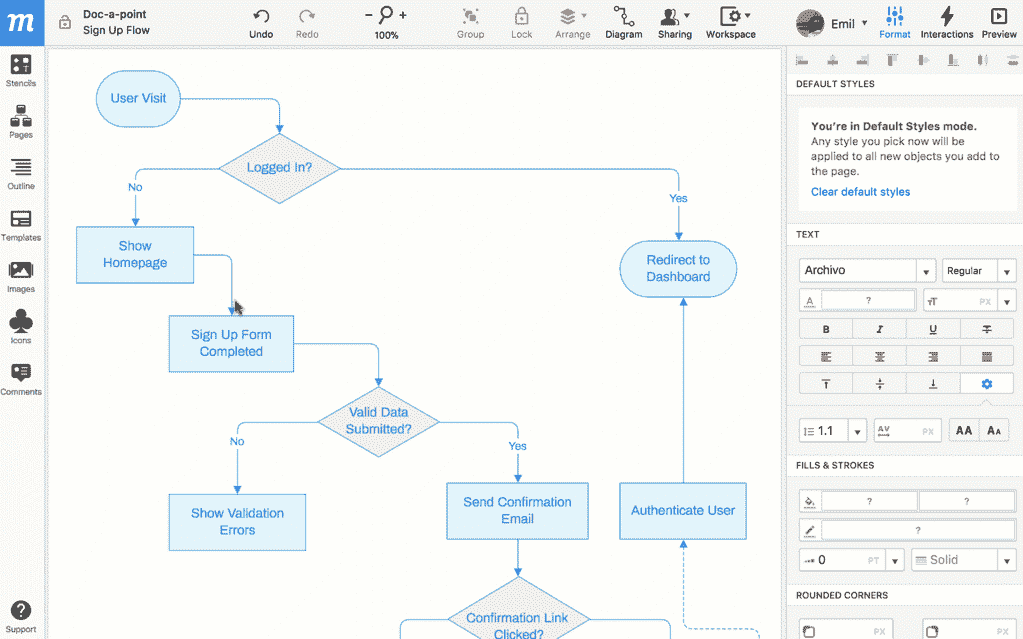 m
Doc-a-point
Sign Up Flow
Undo
Redo
100%
Group
Lock
Arrange
Diagram
Sharing
Workspace
Emil
Format
Interactions
Preview
Stencils
Pages
Outline
Templates
Images
Icons
Comments
Support
User Visit
Logged In?
No
Yes
Show
Homepage
Redirect to
Dashboard
Sign Up Form
Completed
Valid Data
Submitted?
No
Yes
Show Validation
Errors
Send Confirmation
Email
Authenticate User
Confirmation Link
Clicked?
DEFAULT STYLES
You're in Default Styles mode.
Any style you pick now will be
applied to all new objects you add to
the page.
Clear default styles
TEXT
Archivo
Regular
A ?
TT PX
B I U T
1.1
AV PX
AA AA
FILLS & STROKES
? ?
?
0 PT
Solid
ROUNDED CORNERS
PX PX